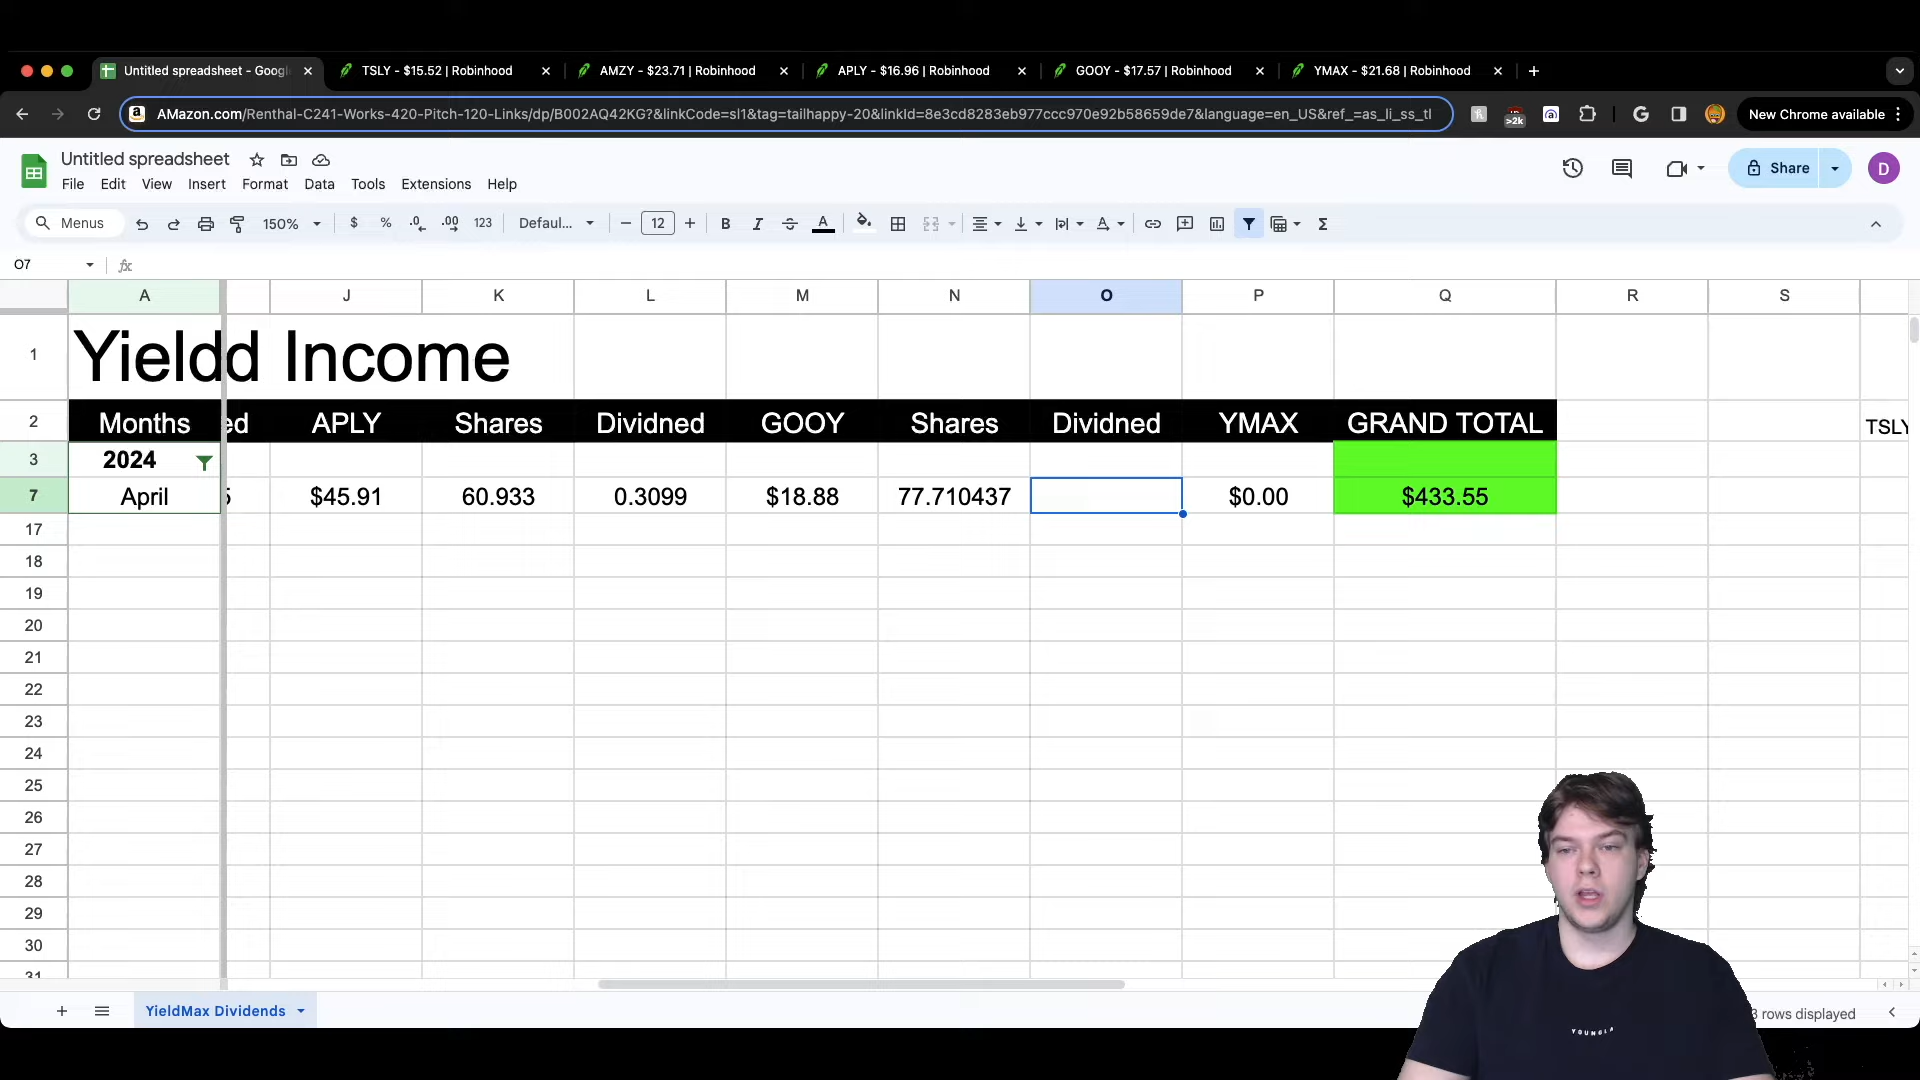 Untitled spreadsheet - Googl
TSLY - $15.52 | Robinhood
AMZY - $23.71 | Robinhood
APLY - $16.96 | Robinhood
GOOY - $17.57 | Robinhood
YMAX - $21.68 | Robinhood
AMazon.com/Renthal-C241-Works-420-Pitch-120-Links/dp/B002AQ42KG?&linkCode=sl1&tag=tailhappy-20&linkId=8e3cd8283eb977ccc970e92b58659de7&language=en_US&ref_=as_li_ss_tl
>2k
New Chrome available
Untitled spreadsheet
File Edit View Insert Format Data Tools Extensions Help
Share
D
Menus 150% $ % .0 .00 123 Defaul... 12 B I A
O7 fx
A J K L M N O P Q R S
1 Yieldd Income
2 Months ed APLY Shares Dividned GOOY Shares Dividned YMAX GRAND TOTAL TSLY
3 2024
7 April 5 $45.91 60.933 0.3099 $18.88 77.710437 $0.00 $433.55
17
18
19
20
21
22
23
24
25
26
27
28
29
30
31
YOUNGLA
YieldMax Dividends
3 rows displayed